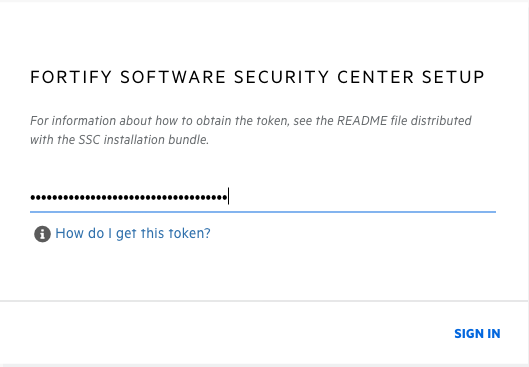 FORTIFY SOFTWARE SECURITY CENTER SETUP
For information about how to obtain the token, see the README file distributed
with the SSC installation bundle.
••••••••••••••••••••••••••••••••••••
How do I get this token?
SIGN IN